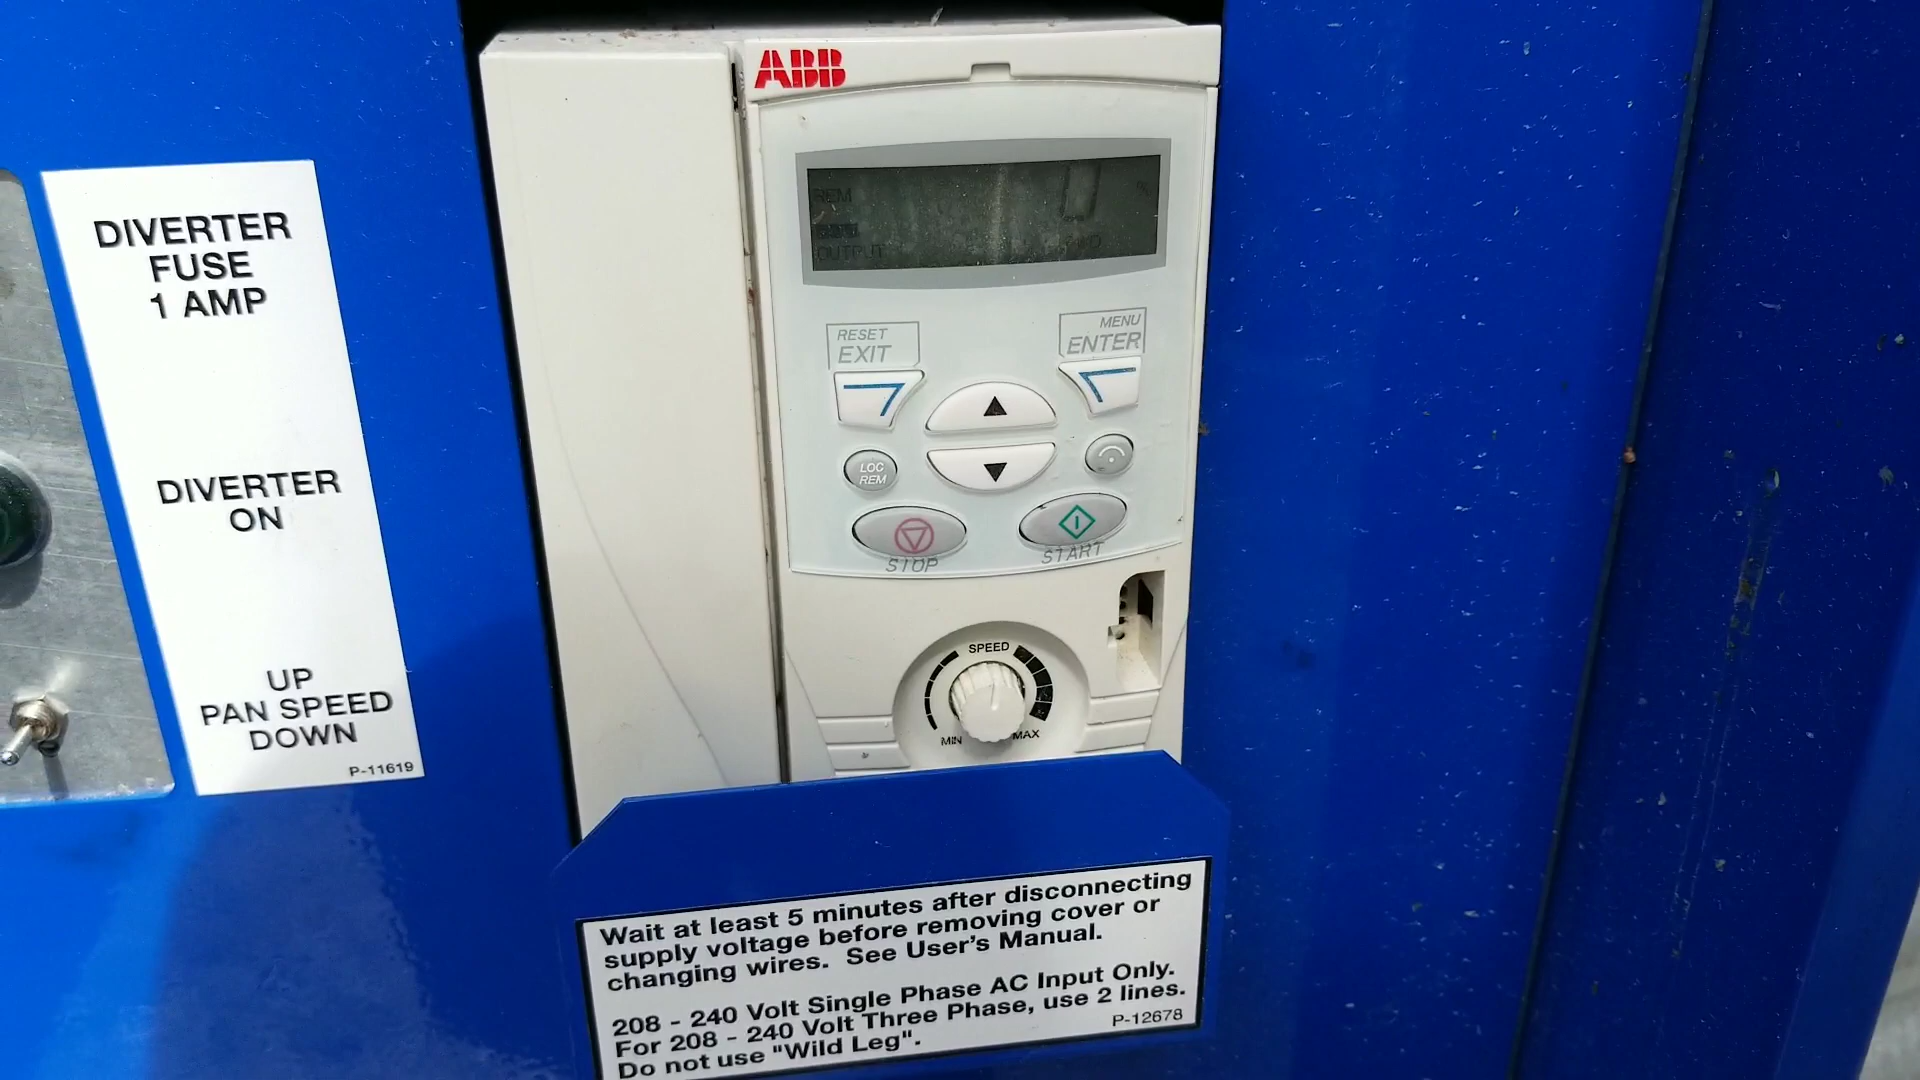 DIVERTER
FUSE
1 AMP
DIVERTER
ON
UP
PAN SPEED
DOWN
P-11619
ABB
REM
0 %
OUTPUT FWD
RESET
EXIT
MENU
ENTER
LOC
REM
STOP
START
SPEED
MIN MAX
Wait at least 5 minutes after disconnecting
supply voltage before removing cover or
changing wires. See User's Manual.
208 - 240 Volt Single Phase AC Input Only.
For 208 - 240 Volt Three Phase, use 2 lines.
Do not use "Wild Leg".
P-12678